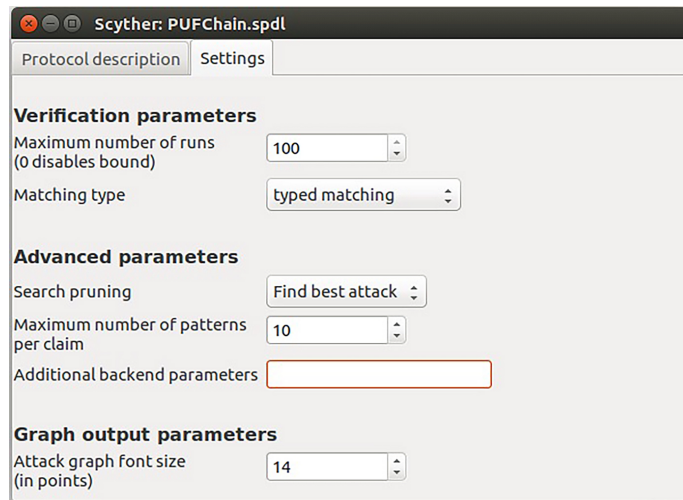 Scyther: PUFChain.spdl
Protocol description Settings
Verification parameters
Maximum number of runs
(0 disables bound)
100
Matching type
typed matching
Advanced parameters
Search pruning
Find best attack
Maximum number of patterns
per claim
10
Additional backend parameters
Graph output parameters
Attack graph font size
(in points)
14